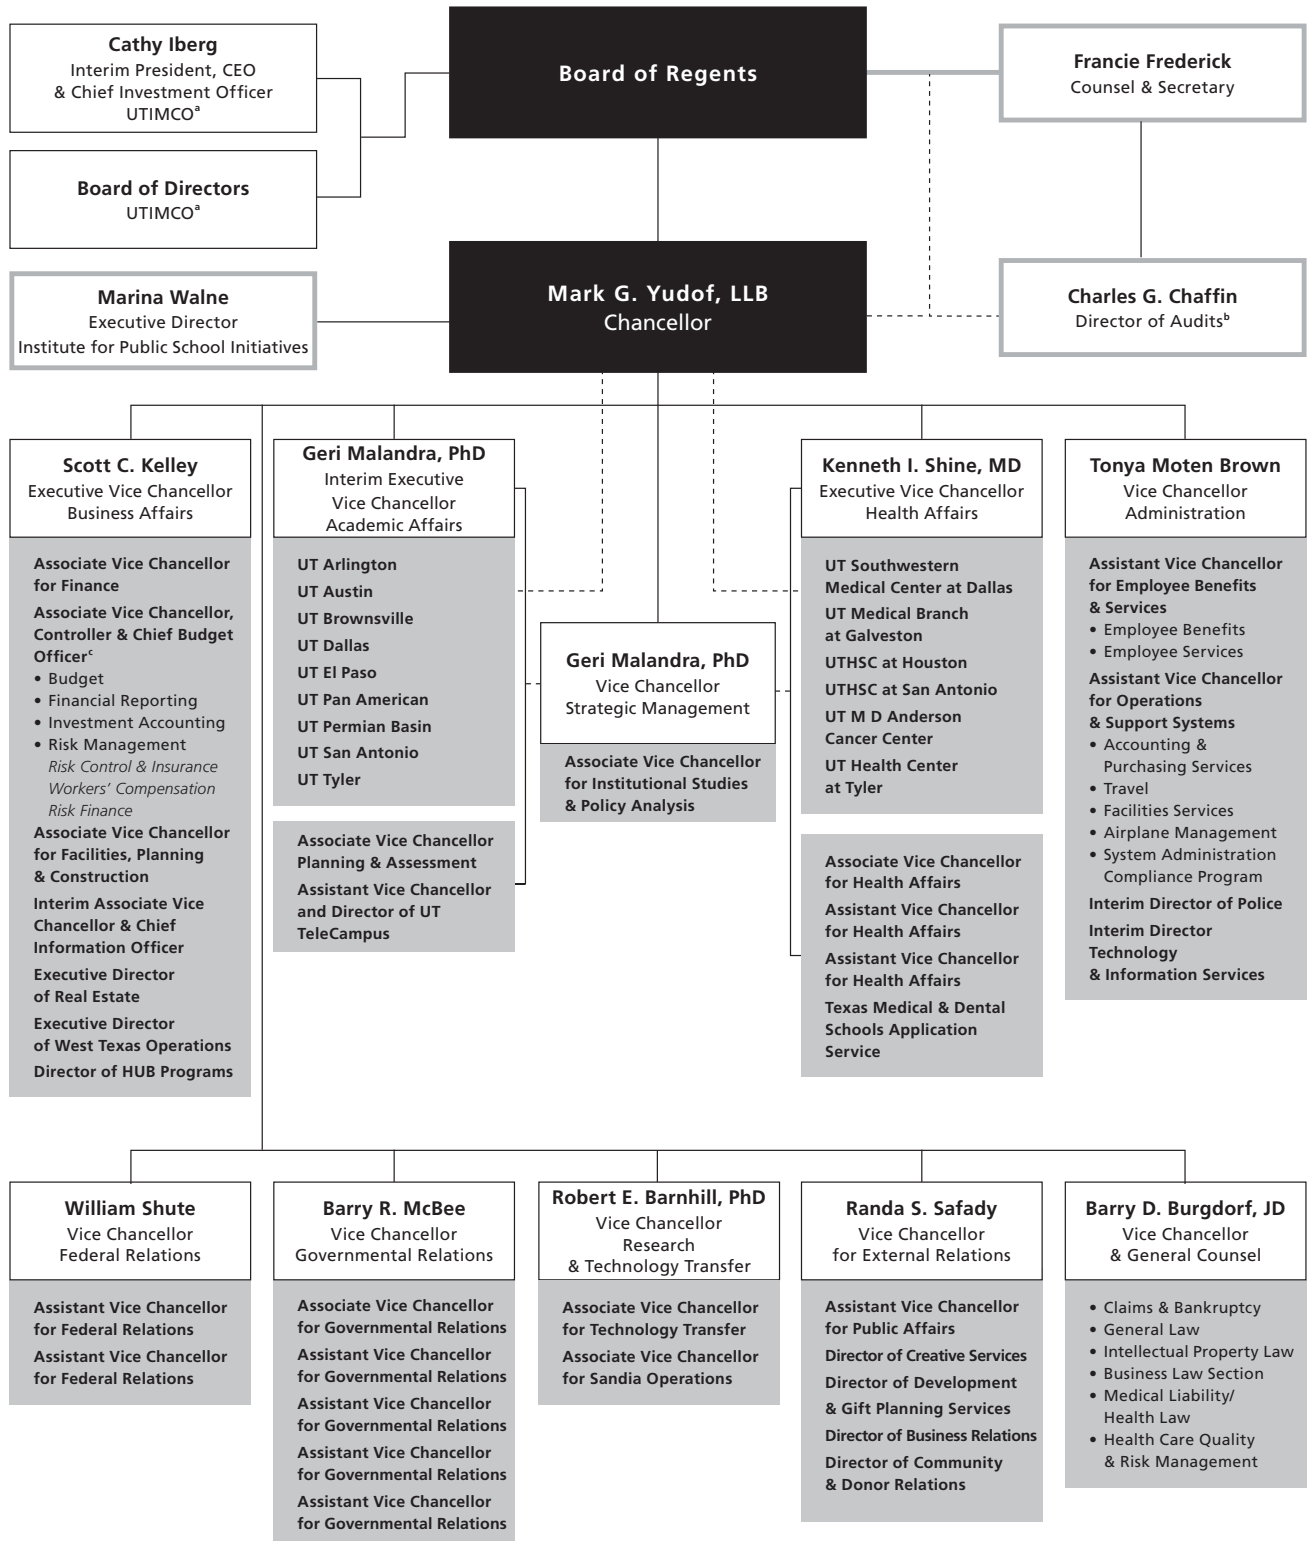 Cathy Iberg
Interim President, CEO
& Chief Investment Officer
UTIMCOᵃ
Board of Directors
UTIMCOᵃ
Board of Regents
Francie Frederick
Counsel & Secretary
Marina Walne
Executive Director
Institute for Public School Initiatives
Mark G. Yudof, LLB
Chancellor
Charles G. Chaffin
Director of Auditsᵇ
Scott C. Kelley
Executive Vice Chancellor
Business Affairs
Associate Vice Chancellor
for Finance
Associate Vice Chancellor,
Controller & Chief Budget
Officerᶜ
• Budget
• Financial Reporting
• Investment Accounting
• Risk Management
Risk Control & Insurance
Workers’ Compensation
Risk Finance
Associate Vice Chancellor
for Facilities, Planning
& Construction
Interim Associate Vice
Chancellor & Chief
Information Officer
Executive Director
of Real Estate
Executive Director
of West Texas Operations
Director of HUB Programs
Geri Malandra, PhD
Interim Executive
Vice Chancellor
Academic Affairs
UT Arlington
UT Austin
UT Brownsville
UT Dallas
UT El Paso
UT Pan American
UT Permian Basin
UT San Antonio
UT Tyler
Associate Vice Chancellor
Planning & Assessment
Assistant Vice Chancellor
and Director of UT
TeleCampus
Geri Malandra, PhD
Vice Chancellor
Strategic Management
Associate Vice Chancellor
for Institutional Studies
& Policy Analysis
Kenneth I. Shine, MD
Executive Vice Chancellor
Health Affairs
UT Southwestern
Medical Center at Dallas
UT Medical Branch
at Galveston
UTHSC at Houston
UTHSC at San Antonio
UT M D Anderson
Cancer Center
UT Health Center
at Tyler
Associate Vice Chancellor
for Health Affairs
Assistant Vice Chancellor
for Health Affairs
Assistant Vice Chancellor
for Health Affairs
Texas Medical & Dental
Schools Application
Service
Tonya Moten Brown
Vice Chancellor
Administration
Assistant Vice Chancellor
for Employee Benefits
& Services
• Employee Benefits
• Employee Services
Assistant Vice Chancellor
for Operations
& Support Systems
• Accounting &
Purchasing Services
• Travel
• Facilities Services
• Airplane Management
• System Administration
Compliance Program
Interim Director of Police
Interim Director
Technology
& Information Services
William Shute
Vice Chancellor
Federal Relations
Assistant Vice Chancellor
for Federal Relations
Assistant Vice Chancellor
for Federal Relations
Barry R. McBee
Vice Chancellor
Governmental Relations
Associate Vice Chancellor
for Governmental Relations
Assistant Vice Chancellor
for Governmental Relations
Assistant Vice Chancellor
for Governmental Relations
Assistant Vice Chancellor
for Governmental Relations
Assistant Vice Chancellor
for Governmental Relations
Robert E. Barnhill, PhD
Vice Chancellor
Research
& Technology Transfer
Associate Vice Chancellor
for Technology Transfer
Associate Vice Chancellor
for Sandia Operations
Randa S. Safady
Vice Chancellor
for External Relations
Assistant Vice Chancellor
for Public Affairs
Director of Creative Services
Director of Development
& Gift Planning Services
Director of Business Relations
Director of Community
& Donor Relations
Barry D. Burgdorf, JD
Vice Chancellor
& General Counsel
• Claims & Bankruptcy
• General Law
• Intellectual Property Law
• Business Law Section
• Medical Liability/
Health Law
• Health Care Quality
& Risk Management